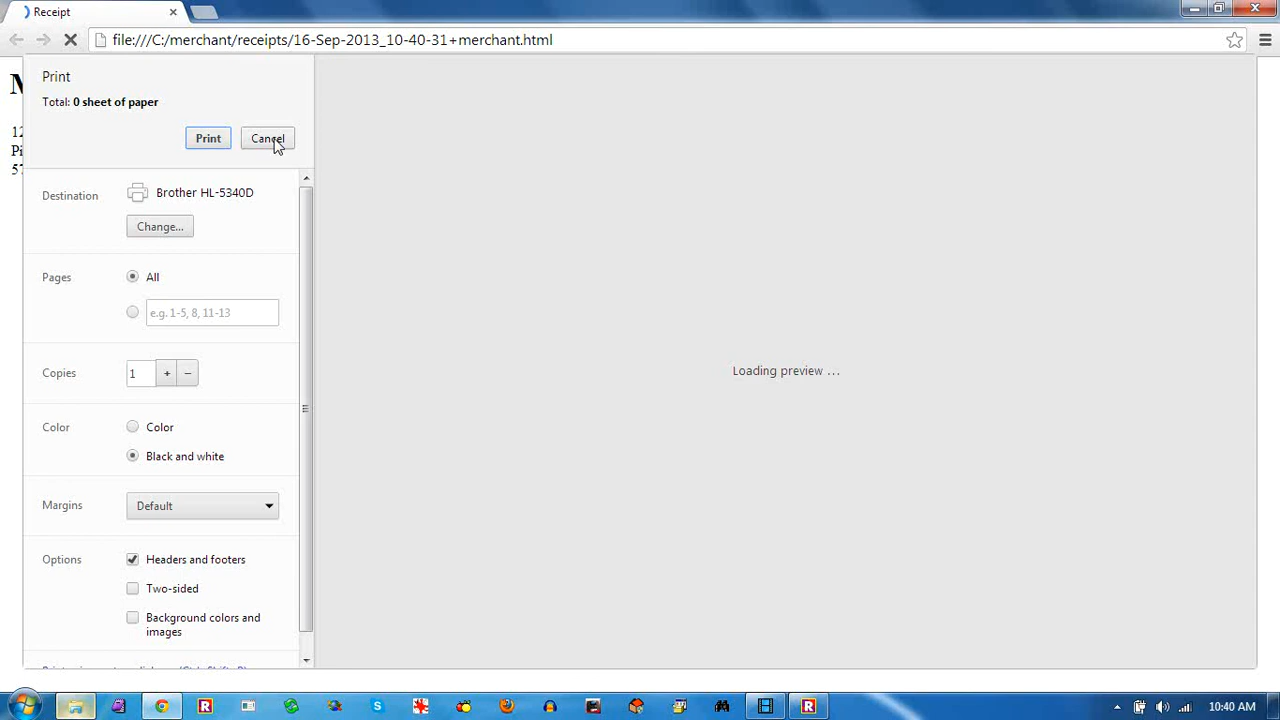 Receipt
file:///C:/merchant/receipts/16-Sep-2013_10-40-31+merchant.html
Print
Total: 0 sheet of paper
Print Cancel
Destination Brother HL-5340D
Change...
Pages All
e.g. 1-5, 8, 11-13
Copies 1 + −
Loading preview ...
Color Color
Black and white
Margins Default
Options Headers and footers
Two-sided
Background colors and
images
10:40 AM